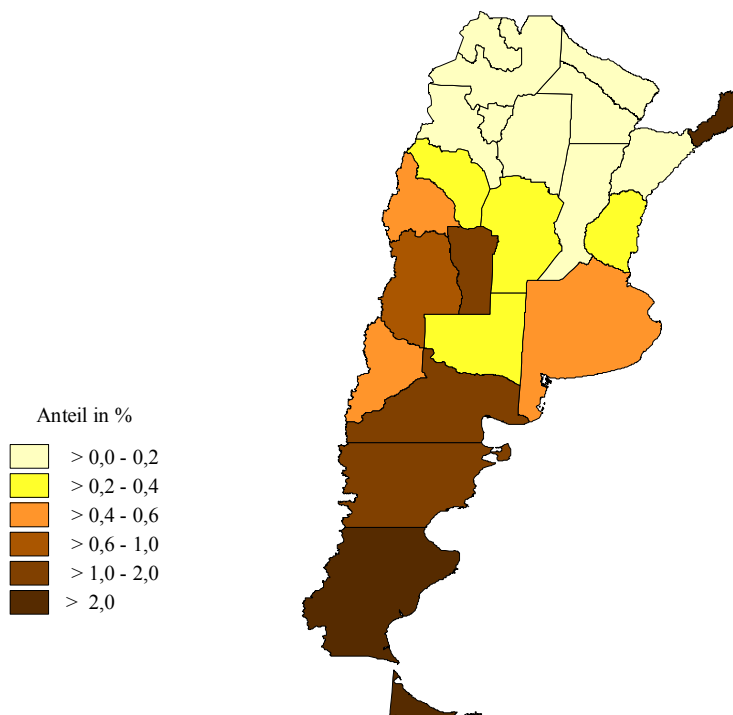 Anteil in %
> 0,0 - 0,2
> 0,2 - 0,4
> 0,4 - 0,6
> 0,6 - 1,0
> 1,0 - 2,0
> 2,0